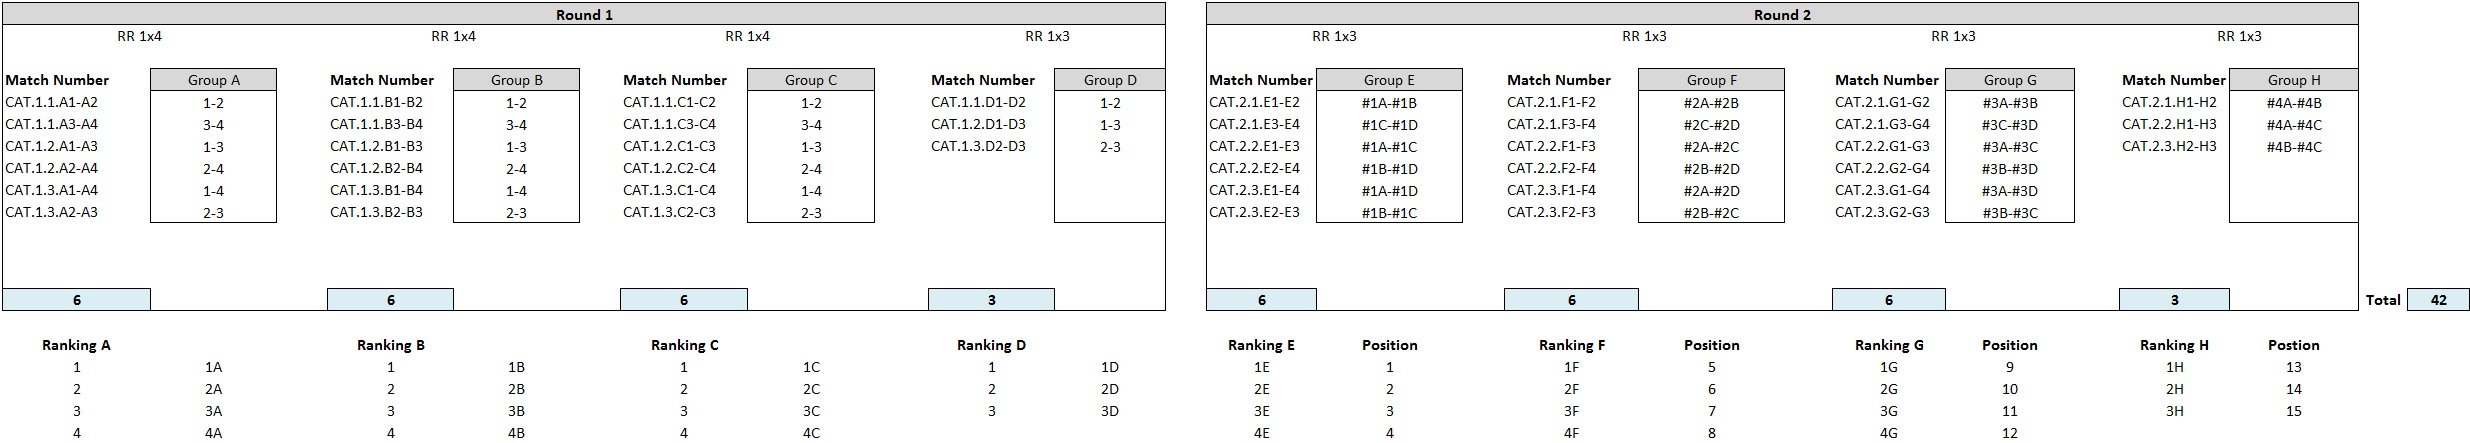 Round 1 Round 2
RR 1x4 RR 1x4 RR 1x4 RR 1x3 RR 1x3 RR 1x3 RR 1x3 RR 1x3
Match Number Group A Match Number Group B Match Number Group C Match Number Group D Match Number Group E Match Number Group F Match Number Group G Match Number Group H
CAT.1.1.A1-A2 1-2 CAT.1.1.B1-B2 1-2 CAT.1.1.C1-C2 1-2 CAT.1.1.D1-D2 1-2 CAT.2.1.E1-E2 #1A-#1B CAT.2.1.F1-F2 #2A-#2B CAT.2.1.G1-G2 #3A-#3B CAT.2.1.H1-H2 #4A-#4B
CAT.1.1.A3-A4 3-4 CAT.1.1.B3-B4 3-4 CAT.1.1.C3-C4 3-4 CAT.1.2.D1-D3 1-3 CAT.2.1.E3-E4 #1C-#1D CAT.2.1.F3-F4 #2C-#2D CAT.2.1.G3-G4 #3C-#3D CAT.2.2.H1-H3 #4A-#4C
CAT.1.2.A1-A3 1-3 CAT.1.2.B1-B3 1-3 CAT.1.2.C1-C3 1-3 CAT.1.3.D2-D3 2-3 CAT.2.2.E1-E3 #1A-#1C CAT.2.2.F1-F3 #2A-#2C CAT.2.2.G1-G3 #3A-#3C CAT.2.3.H2-H3 #4B-#4C
CAT.1.2.A2-A4 2-4 CAT.1.2.B2-B4 2-4 CAT.1.2.C2-C4 2-4 CAT.2.2.E2-E4 #1B-#1D CAT.2.2.F2-F4 #2B-#2D CAT.2.2.G2-G4 #3B-#3D
CAT.1.3.A1-A4 1-4 CAT.1.3.B1-B4 1-4 CAT.1.3.C1-C4 1-4 CAT.2.3.E1-E4 #1A-#1D CAT.2.3.F1-F4 #2A-#2D CAT.2.3.G1-G4 #3A-#3D
CAT.1.3.A2-A3 2-3 CAT.1.3.B2-B3 2-3 CAT.1.3.C2-C3 2-3 CAT.2.3.E2-E3 #1B-#1C CAT.2.3.F2-F3 #2B-#2C CAT.2.3.G2-G3 #3B-#3C
6 6 6 3 6 6 6 3 Total 42
Ranking A Ranking B Ranking C Ranking D Ranking E Position Ranking F Position Ranking G Position Ranking H Postion
1 1A 1 1B 1 1C 1 1D 1E 1 1F 5 1G 9 1H 13
2 2A 2 2B 2 2C 2 2D 2E 2 2F 6 2G 10 2H 14
3 3A 3 3B 3 3C 3 3D 3E 3 3F 7 3G 11 3H 15
4 4A 4 4B 4 4C 4E 4 4F 8 4G 12